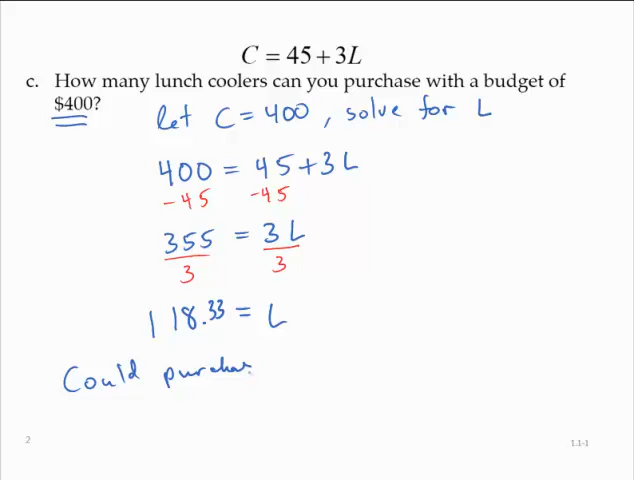 C = 45 + 3L
c. How many lunch coolers can you purchase with a budget of
$400?
let C = 400, solve for L
400 = 45 + 3L
-45 -45
355 = 3L
3 3
118.33 = L
Could purchas
2
1.1-1